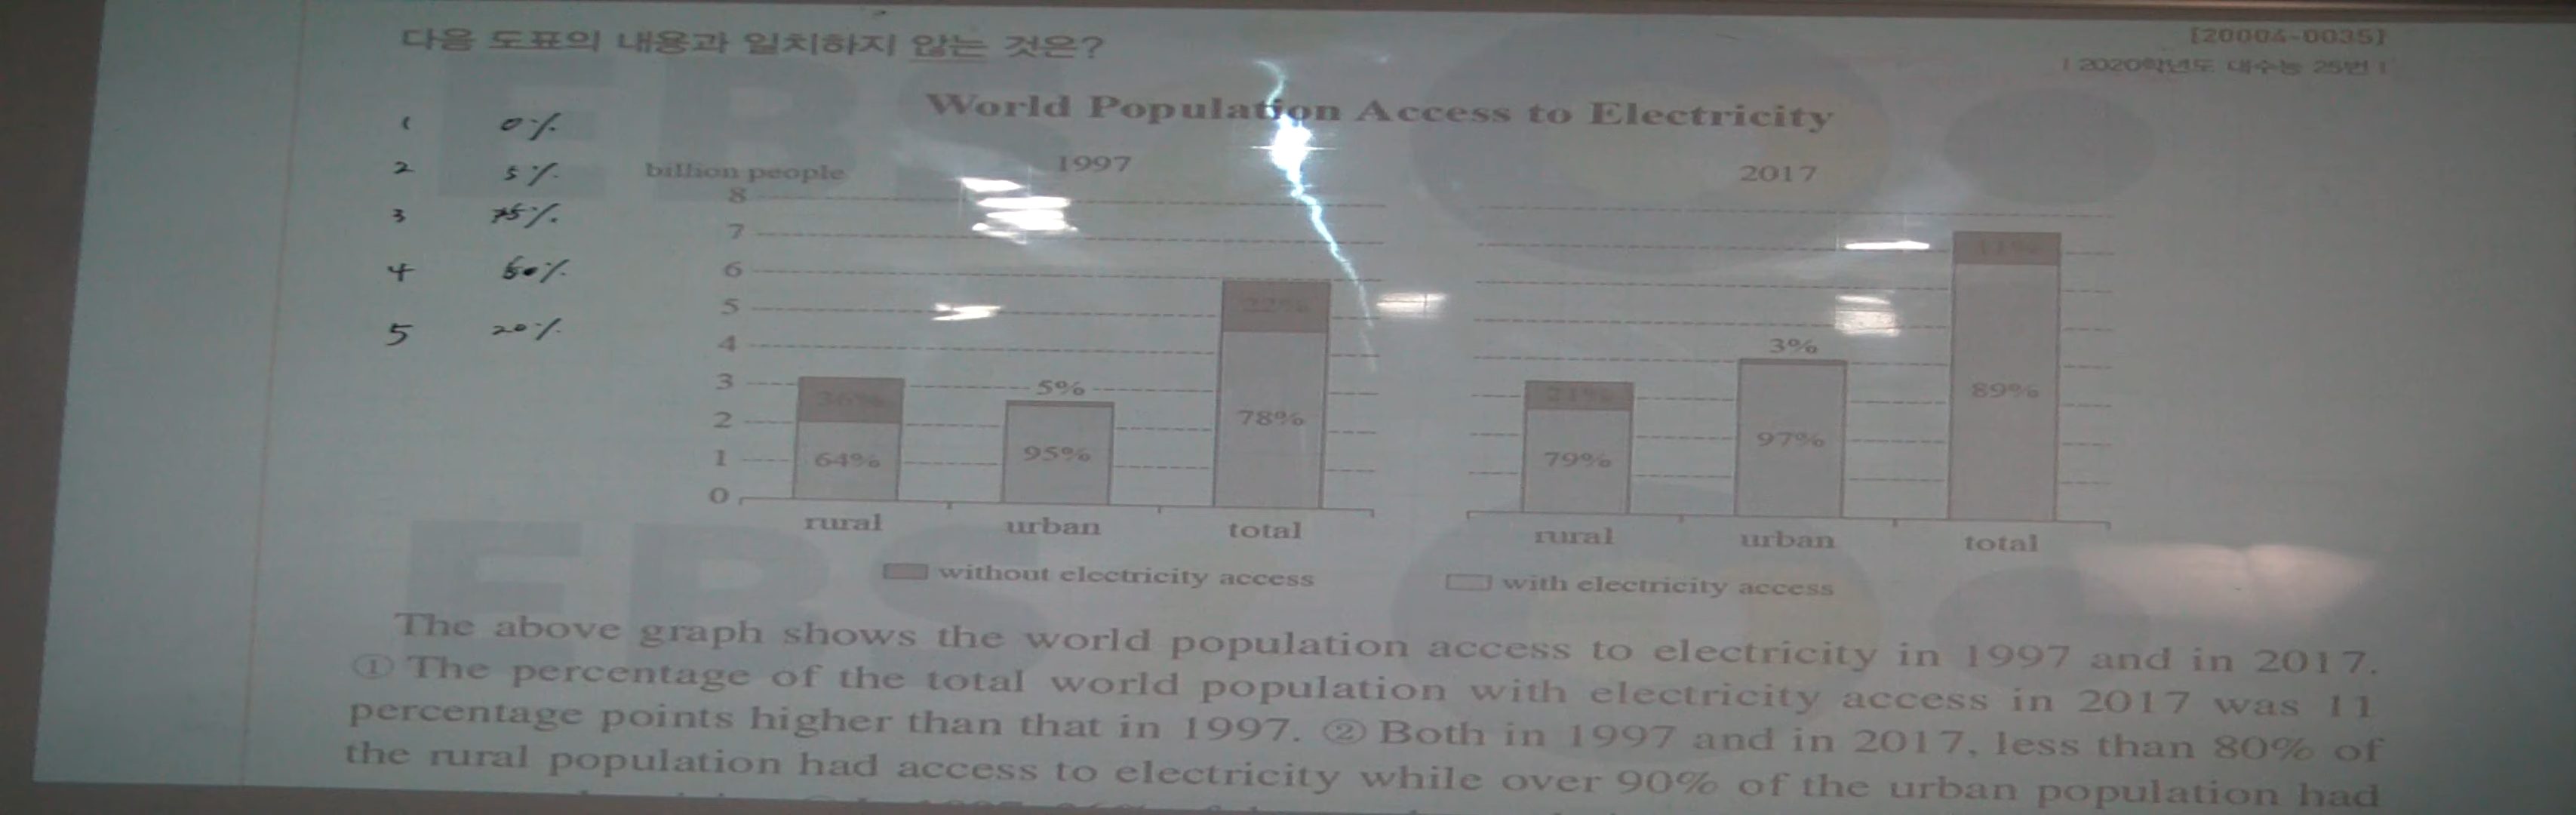 다음 도표의 내용과 일치하지 않는 것은?
[20004-0035]
| 2020학년도 대수능 25번 |
World Population Access to Electricity
1 0%
2 5%
3 75%
4 60%
5 20%
billion people
1997
8
7
6
5
4
3
2
1
0
36%
64%
5%
95%
22%
78%
rural
urban
total
2017
21%
79%
3%
97%
11%
89%
rural
urban
total
without electricity access
with electricity access
The above graph shows the world population access to electricity in 1997 and in 2017.
① The percentage of the total world population with electricity access in 2017 was 11
percentage points higher than that in 1997. ② Both in 1997 and in 2017, less than 80% of
the rural population had access to electricity while over 90% of the urban population had